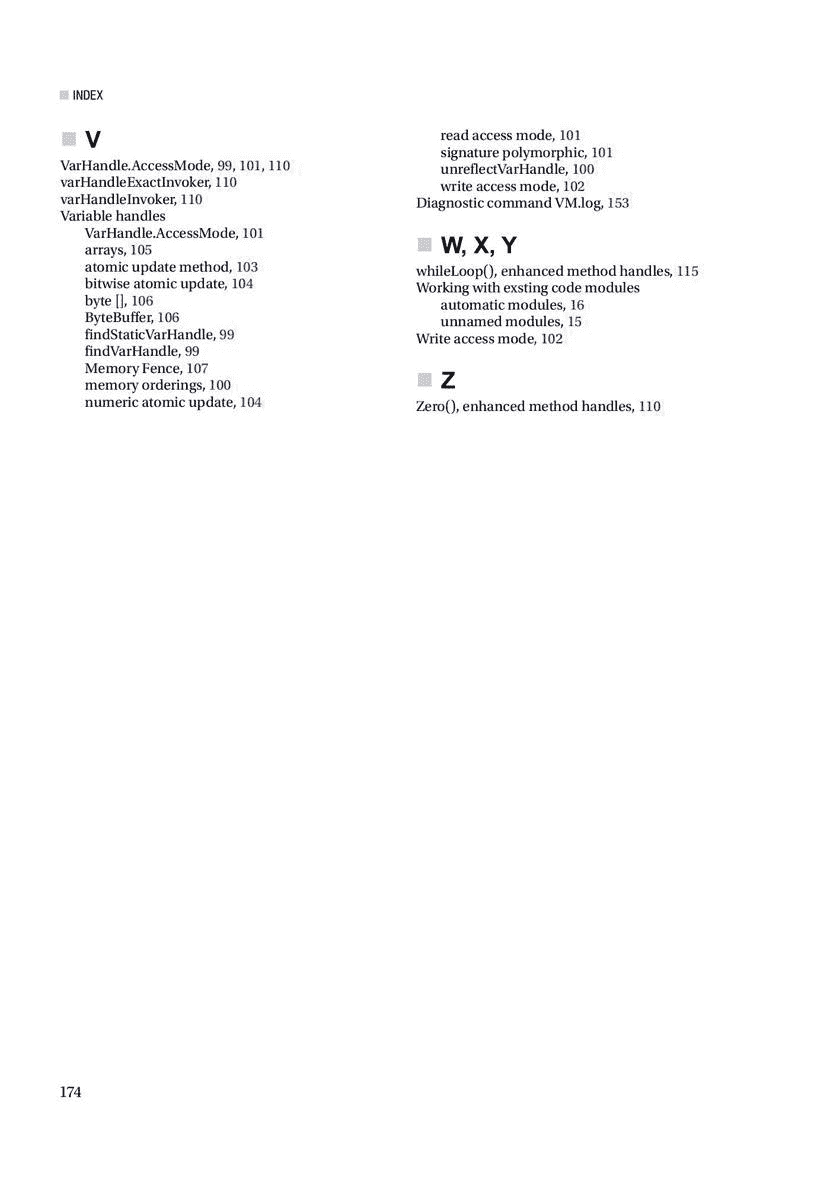 INDEX
V
VarHandle.AccessMode, 99, 101, 110
varHandleExactInvoker, 110
varHandleInvoker, 110
Variable handles
VarHandle.AccessMode, 101
arrays, 105
atomic update method, 103
bitwise atomic update, 104
byte [], 106
ByteBuffer, 106
findStaticVarHandle, 99
findVarHandle, 99
Memory Fence, 107
memory orderings, 100
numeric atomic update, 104
read access mode, 101
signature polymorphic, 101
unreflectVarHandle, 100
write access mode, 102
Diagnostic command VM.log, 153
W, X, Y
whileLoop(), enhanced method handles, 115
Working with exsting code modules
automatic modules, 16
unnamed modules, 15
Write access mode, 102
Z
Zero(), enhanced method handles, 110
174